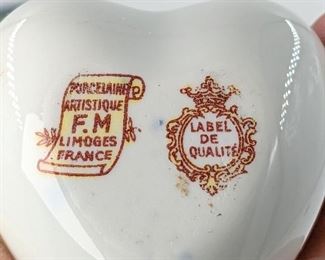 PORCELAINE
ARTISTIQUE
F.M
LIMOGES
FRANCE
LABEL
DE
QUALITÉ